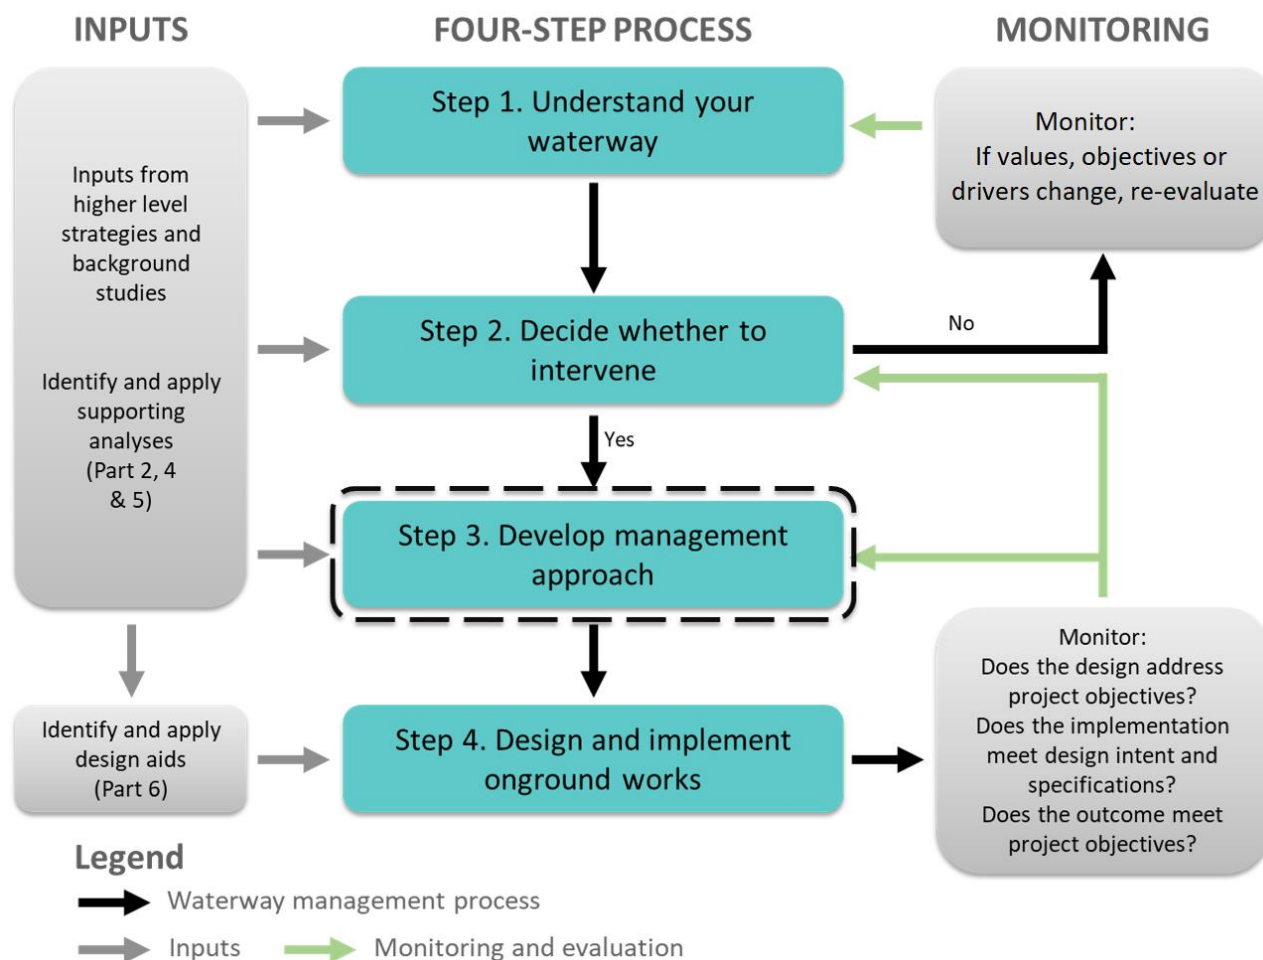 INPUTS
FOUR-STEP PROCESS
MONITORING
Inputs from
higher level
strategies and
background
studies
Identify and apply
supporting
analyses
(Part 2, 4
& 5)
Identify and apply
design aids
(Part 6)
Step 1. Understand your
waterway
Step 2. Decide whether to
intervene
No
Yes
Step 3. Develop management
approach
Step 4. Design and implement
onground works
Monitor:
If values, objectives or
drivers change, re-evaluate
Monitor:
Does the design address
project objectives?
Does the implementation
meet design intent and
specifications?
Does the outcome meet
project objectives?
Legend
Waterway management process
Inputs
Monitoring and evaluation